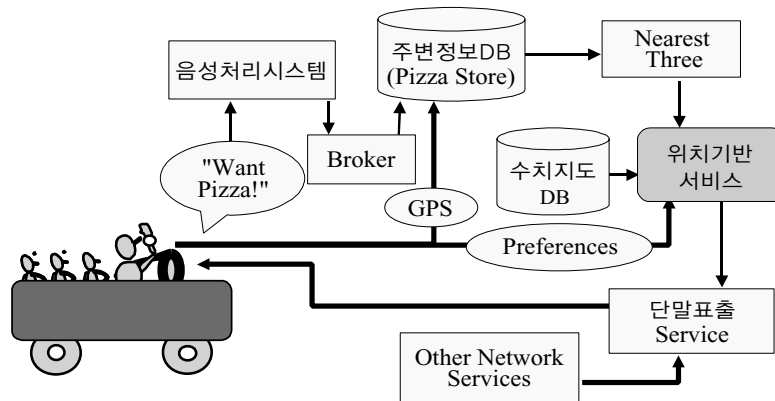 음성처리시스템
주변정보DB
(Pizza Store)
Nearest
Three
"Want
Pizza!"
Broker
수치지도
DB
위치기반
서비스
GPS
Preferences
단말표출
Service
Other Network
Services